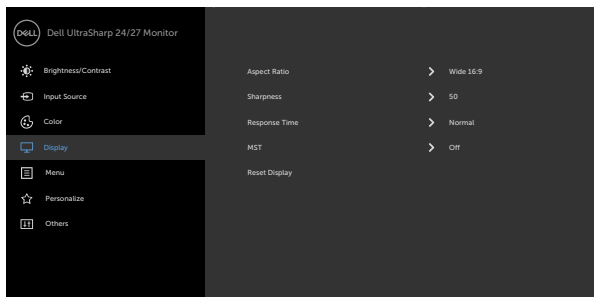 DELL Dell UltraSharp 24/27 Monitor
Brightness/Contrast
Input Source
Color
Display
Menu
Personalize
Others
Aspect Ratio Wide 16:9
Sharpness 50
Response Time Normal
MST Off
Reset Display